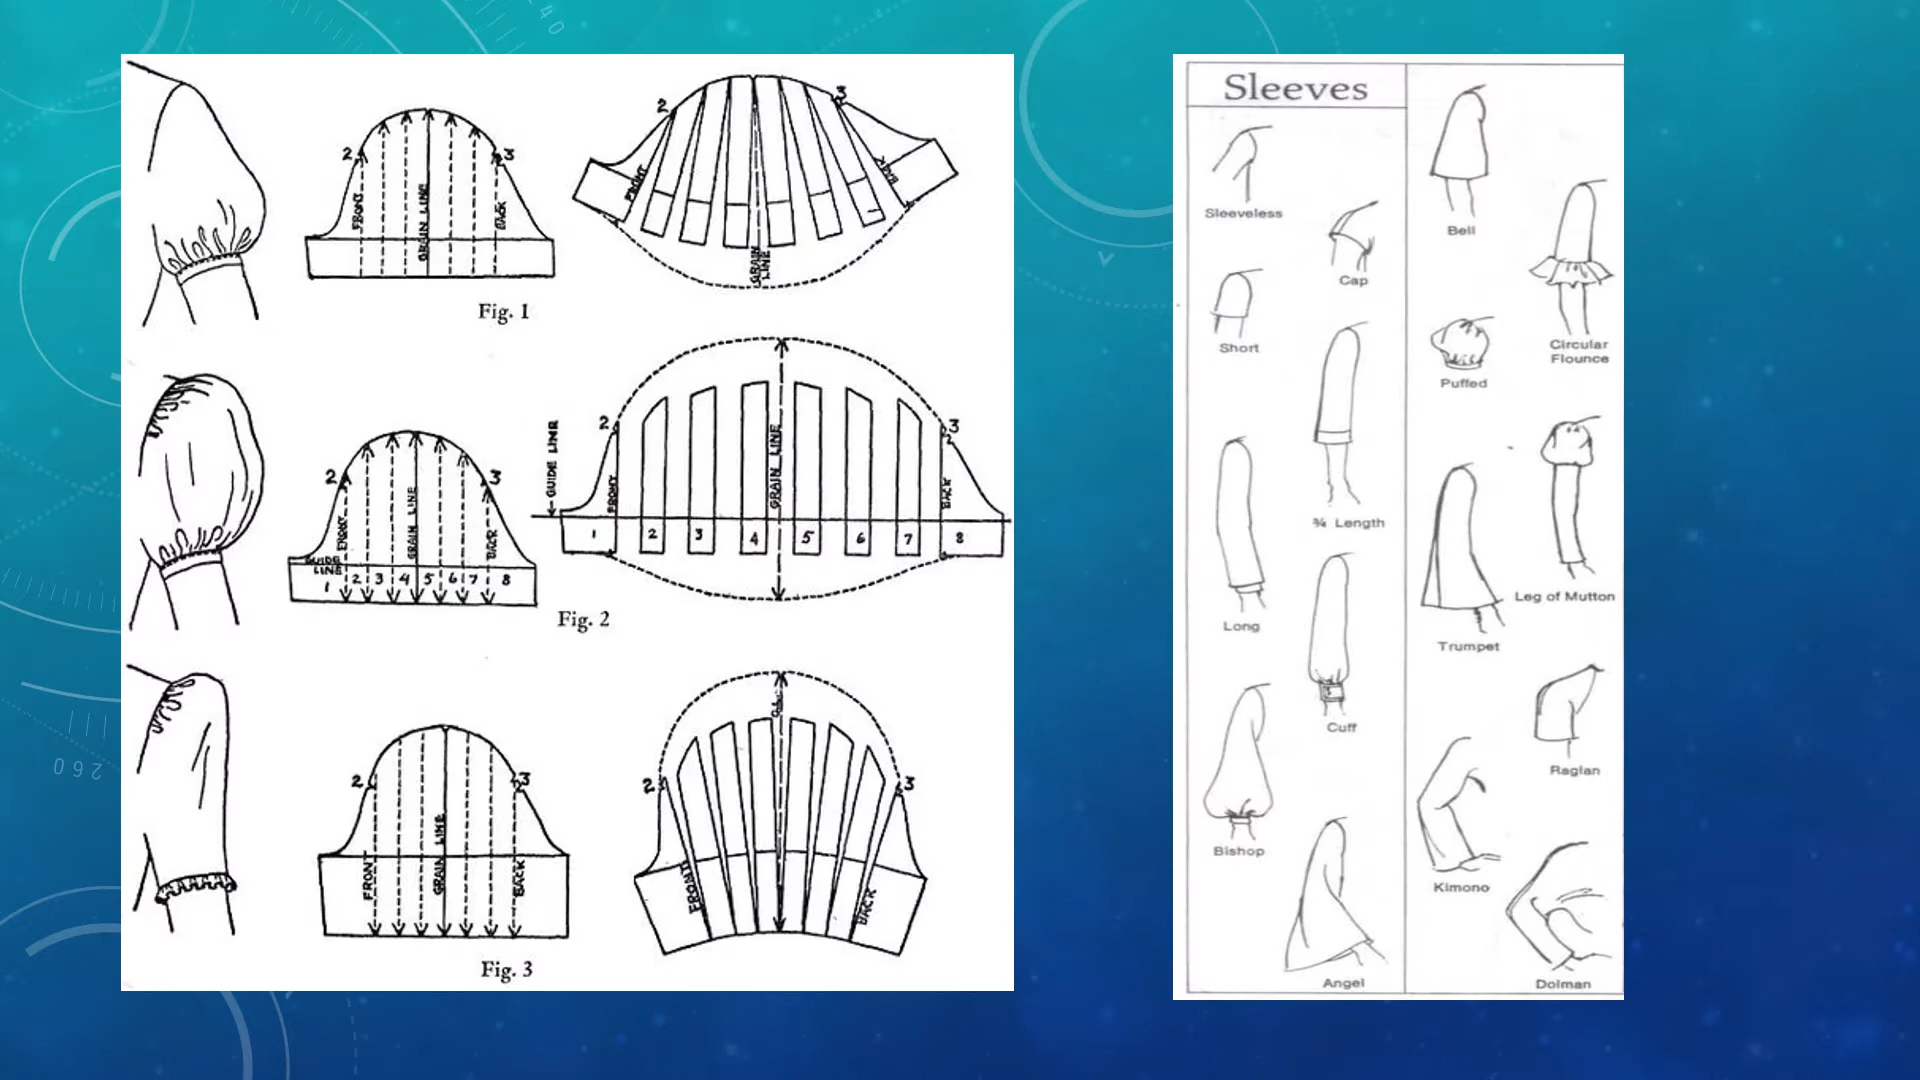 40
260
2
3
FRONT
GRAIN LINE
BACK
2
3
FRONT
GRAIN
LINE
BACK
Fig. 1
2
3
FRONT
GRAIN LINE
BACK
GUIDE
LINE
1 2 3 4 5 6 7 8
GUIDE LINE
2
3
FRONT
GRAIN LINE
BACK
1 2 3 4 5 6 7 8
Fig. 2
2
3
FRONT
GRAIN LINE
BACK
2
3
FRONT
BACK
Fig. 3
Sleeves
Sleeveless
Cap
Short
¾ Length
Long
Cuff
Bishop
Angel
Bell
Circular
Flounce
Puffed
Leg of Mutton
Trumpet
Raglan
Kimono
Dolman